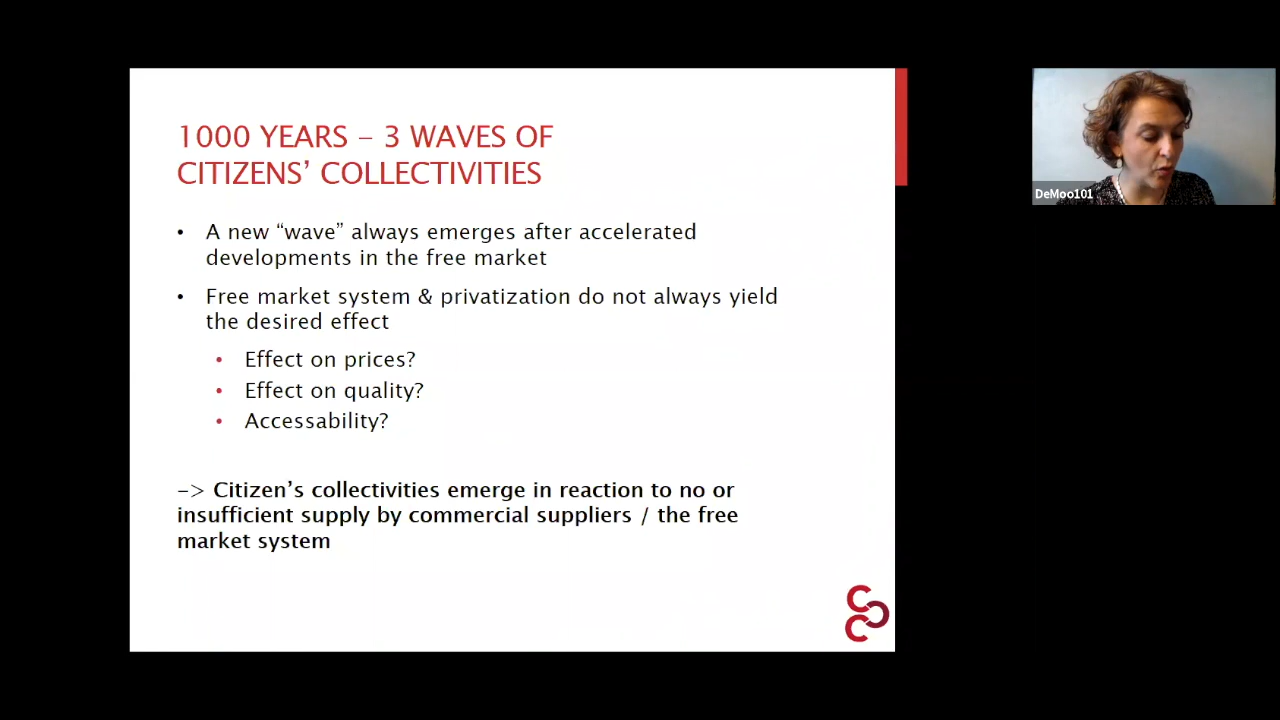 1000 YEARS – 3 WAVES OF
CITIZENS’ COLLECTIVITIES
• A new “wave” always emerges after accelerated
developments in the free market
• Free market system & privatization do not always yield
the desired effect
• Effect on prices?
• Effect on quality?
• Accessability?
–> Citizen’s collectivities emerge in reaction to no or
insufficient supply by commercial suppliers / the free
market system
DeMoo101